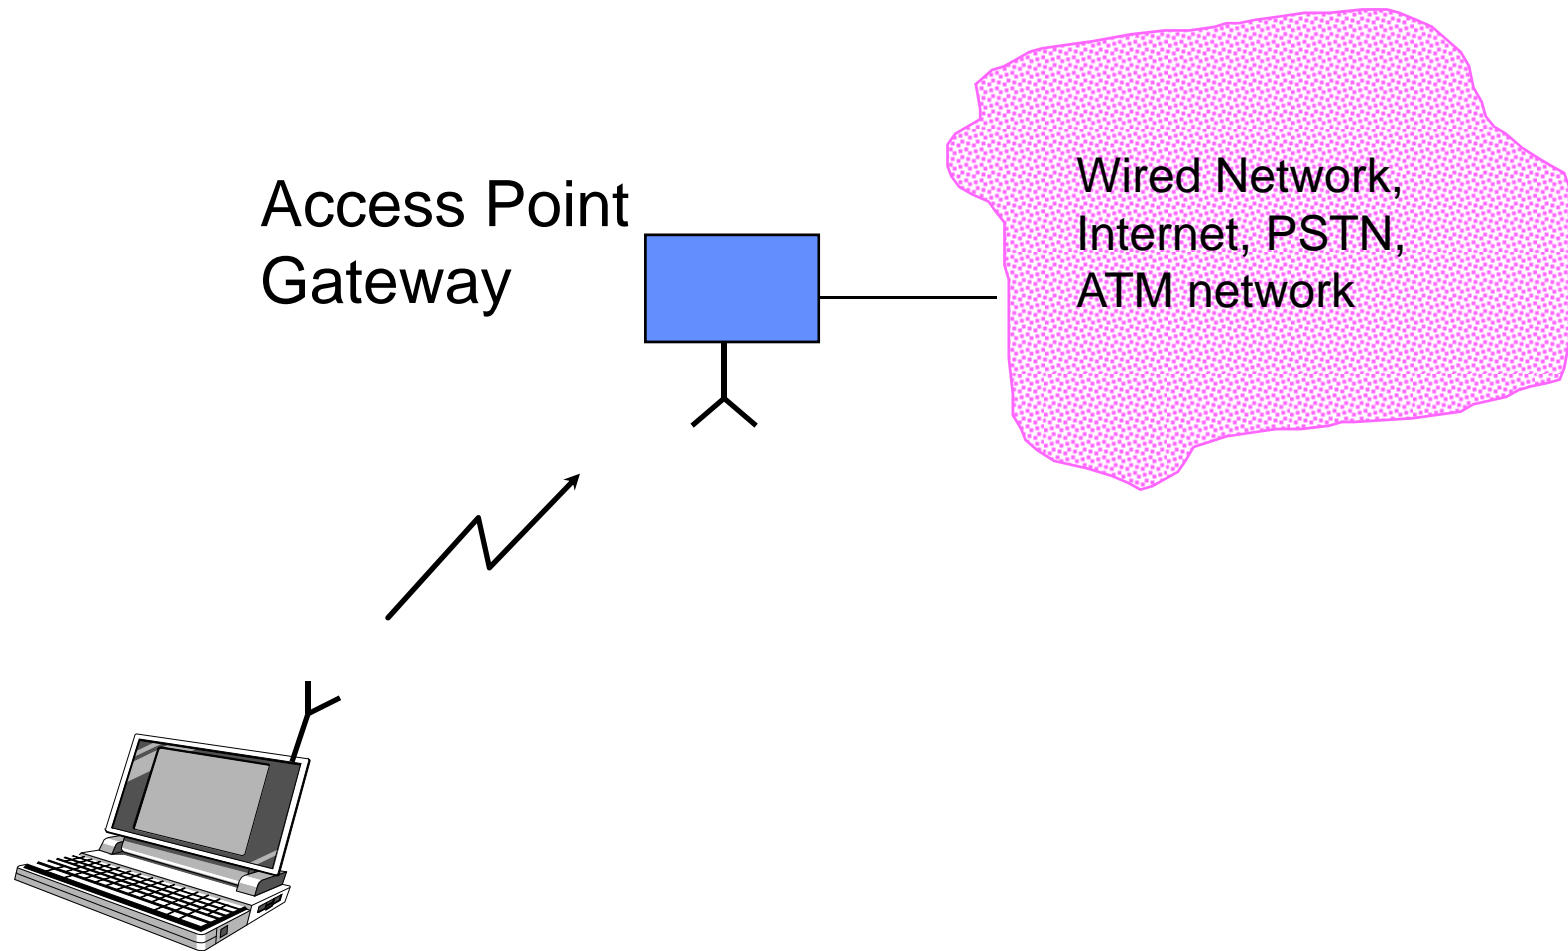 Access Point
Gateway
Wired Network,
Internet, PSTN,
ATM network